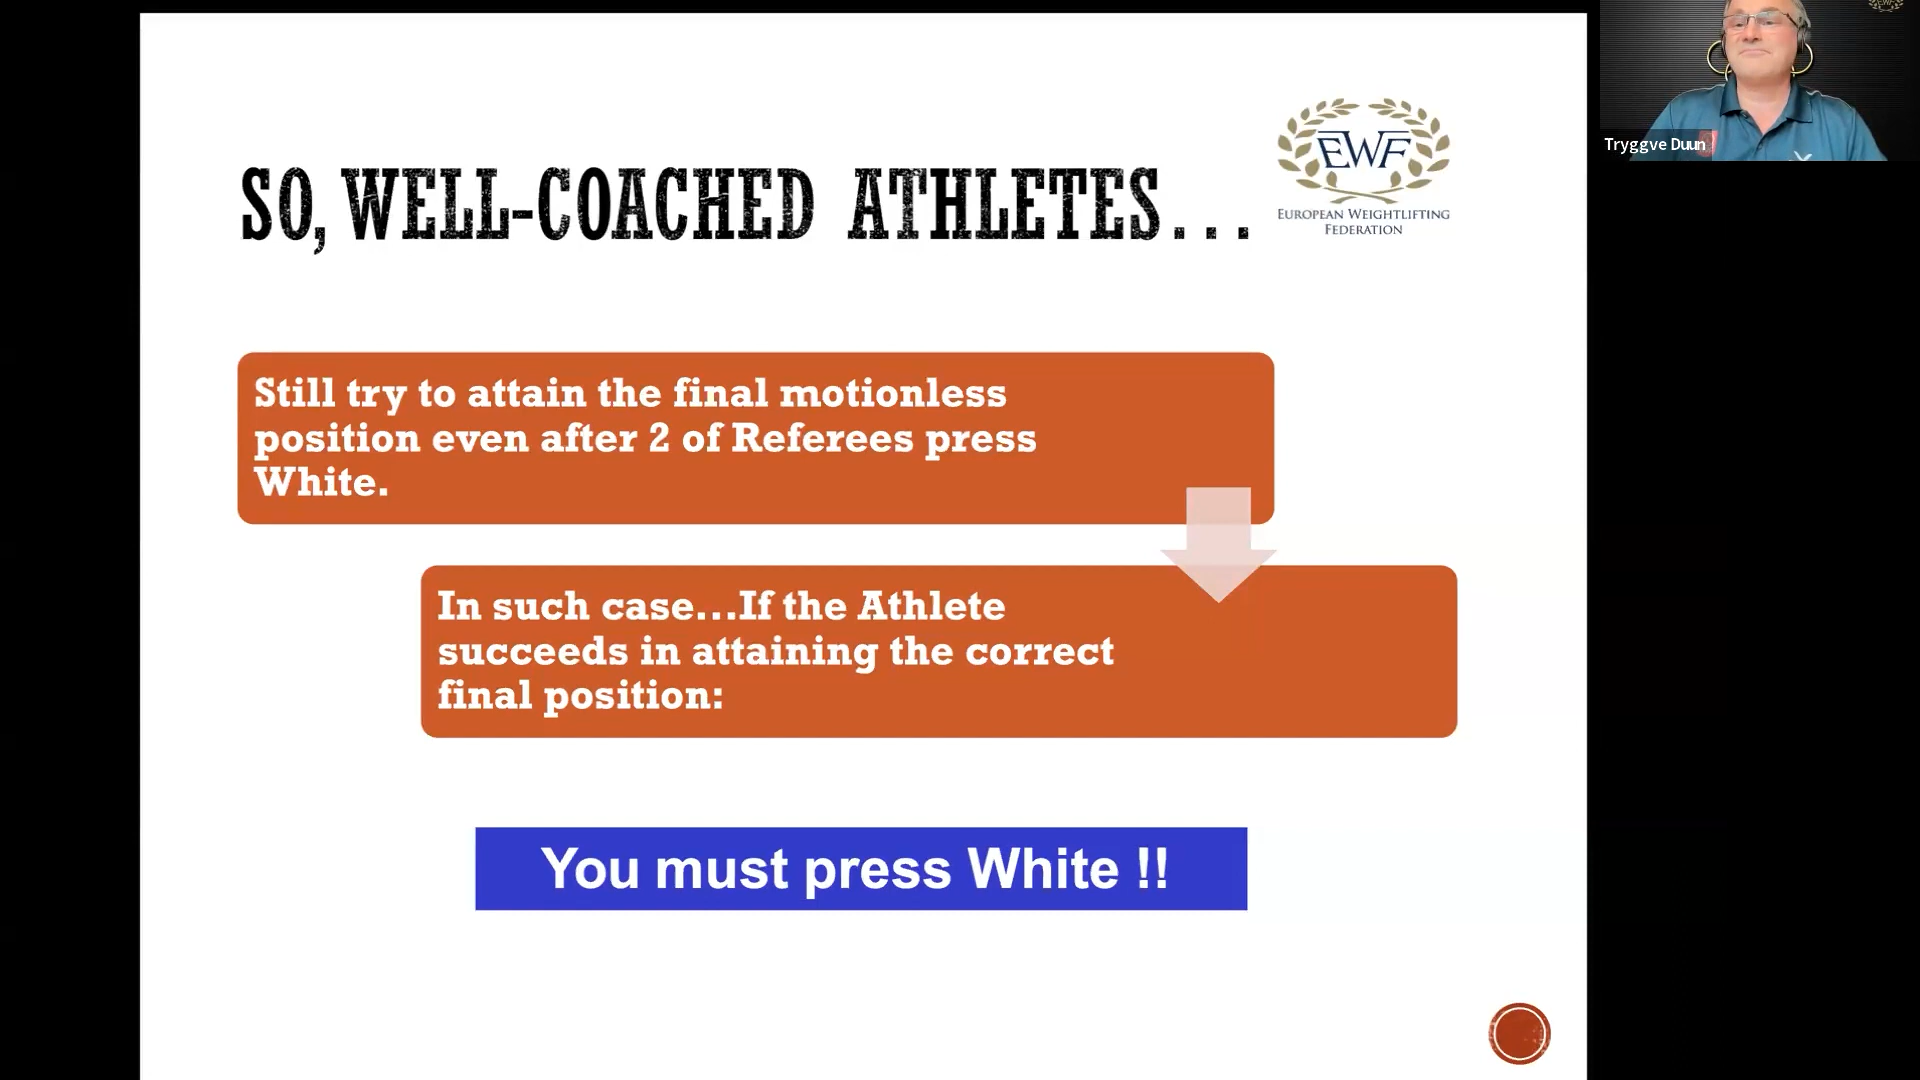 Tryggve Duun
SO, WELL-COACHED ATHLETES...
EWF
EUROPEAN WEIGHTLIFTING
FEDERATION
Still try to attain the final motionless
position even after 2 of Referees press
White.
In such case...If the Athlete
succeeds in attaining the correct
final position:
You must press White !!